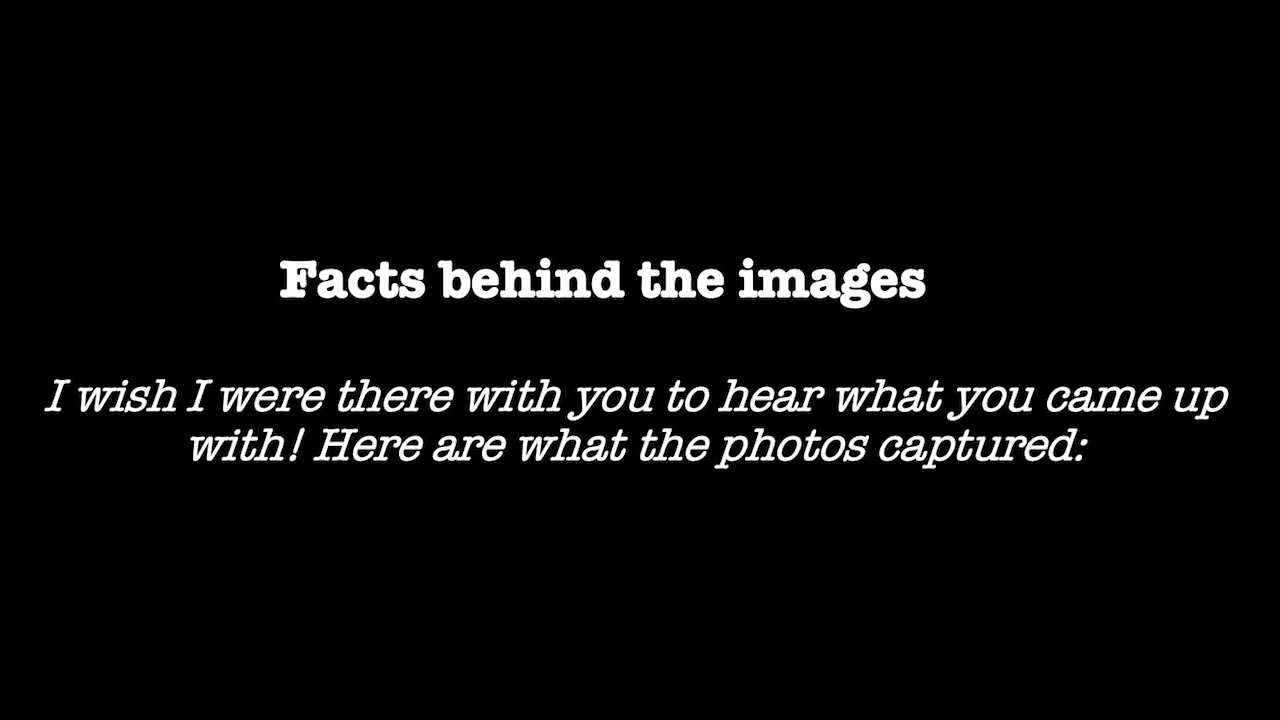 Facts behind the images
I wish I were there with you to hear what you came up
with! Here are what the photos captured: